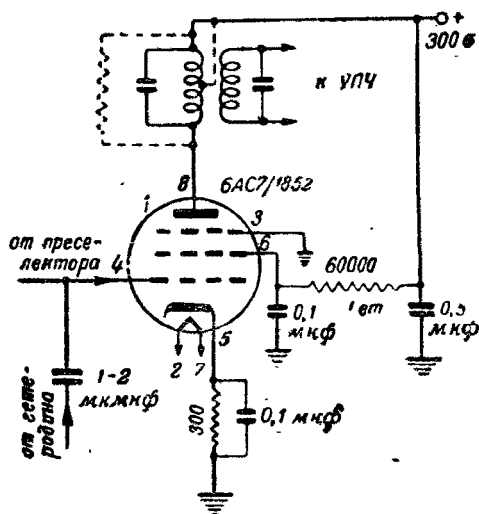 +
300 в
к УПЧ
8
6AC7/1852
1
3
6
от пресе-
лектора
4
60000
1 вт
0,1
мкф
0,5
мкф
5
2
7
1-2
мкмкф
от гете-
родина
300
0,1 мкф